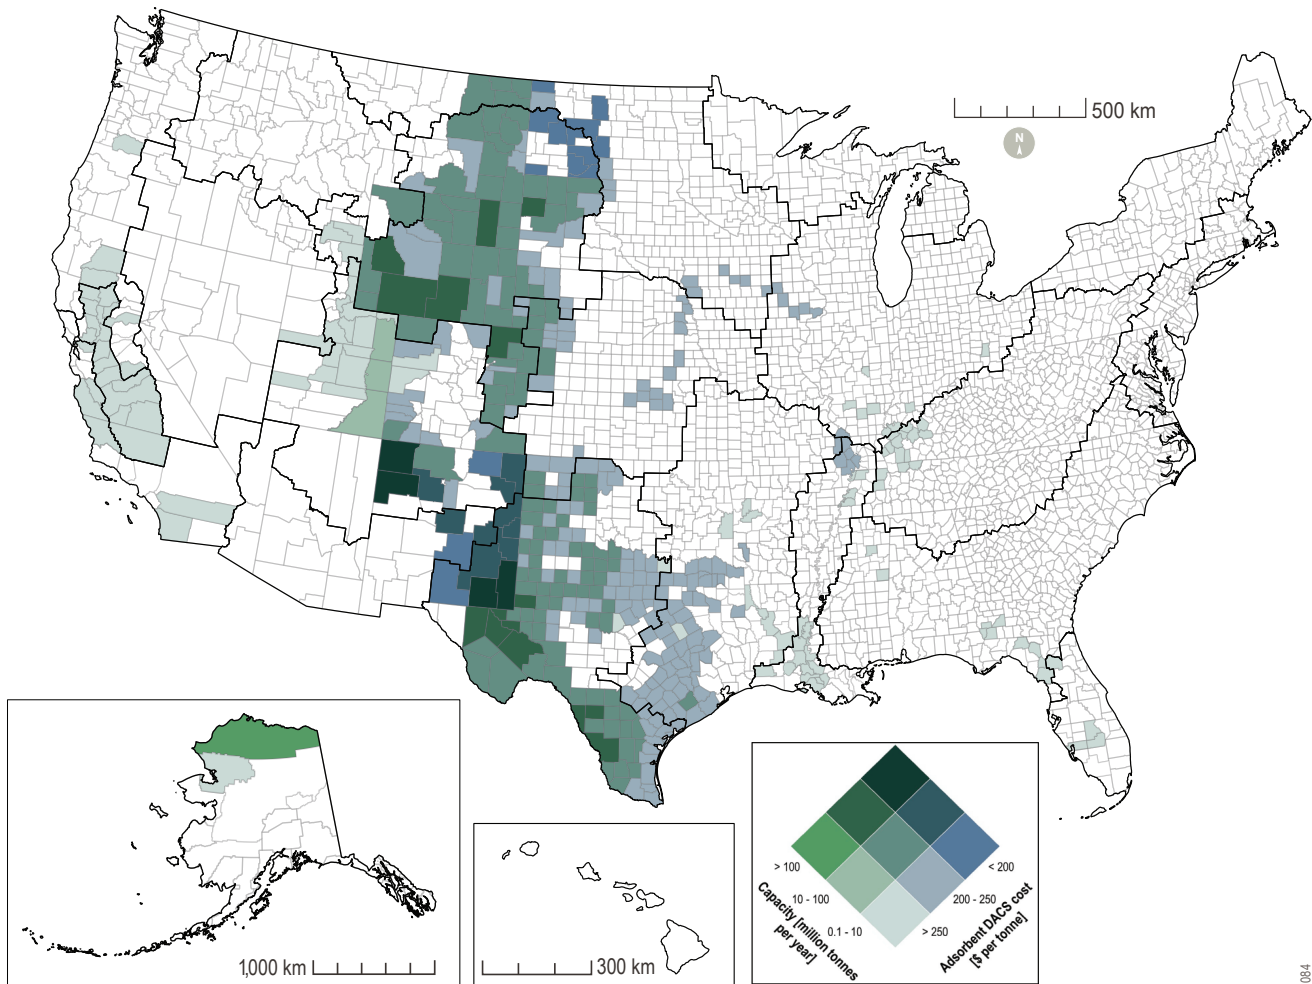 500 km
N
1,000 km
300 km
> 100
10 - 100
0.1 - 10
Capacity [million tonnes
per year]
< 200
200 - 250
> 250
Adsorbent DACS cost
[$ per tonne]
084